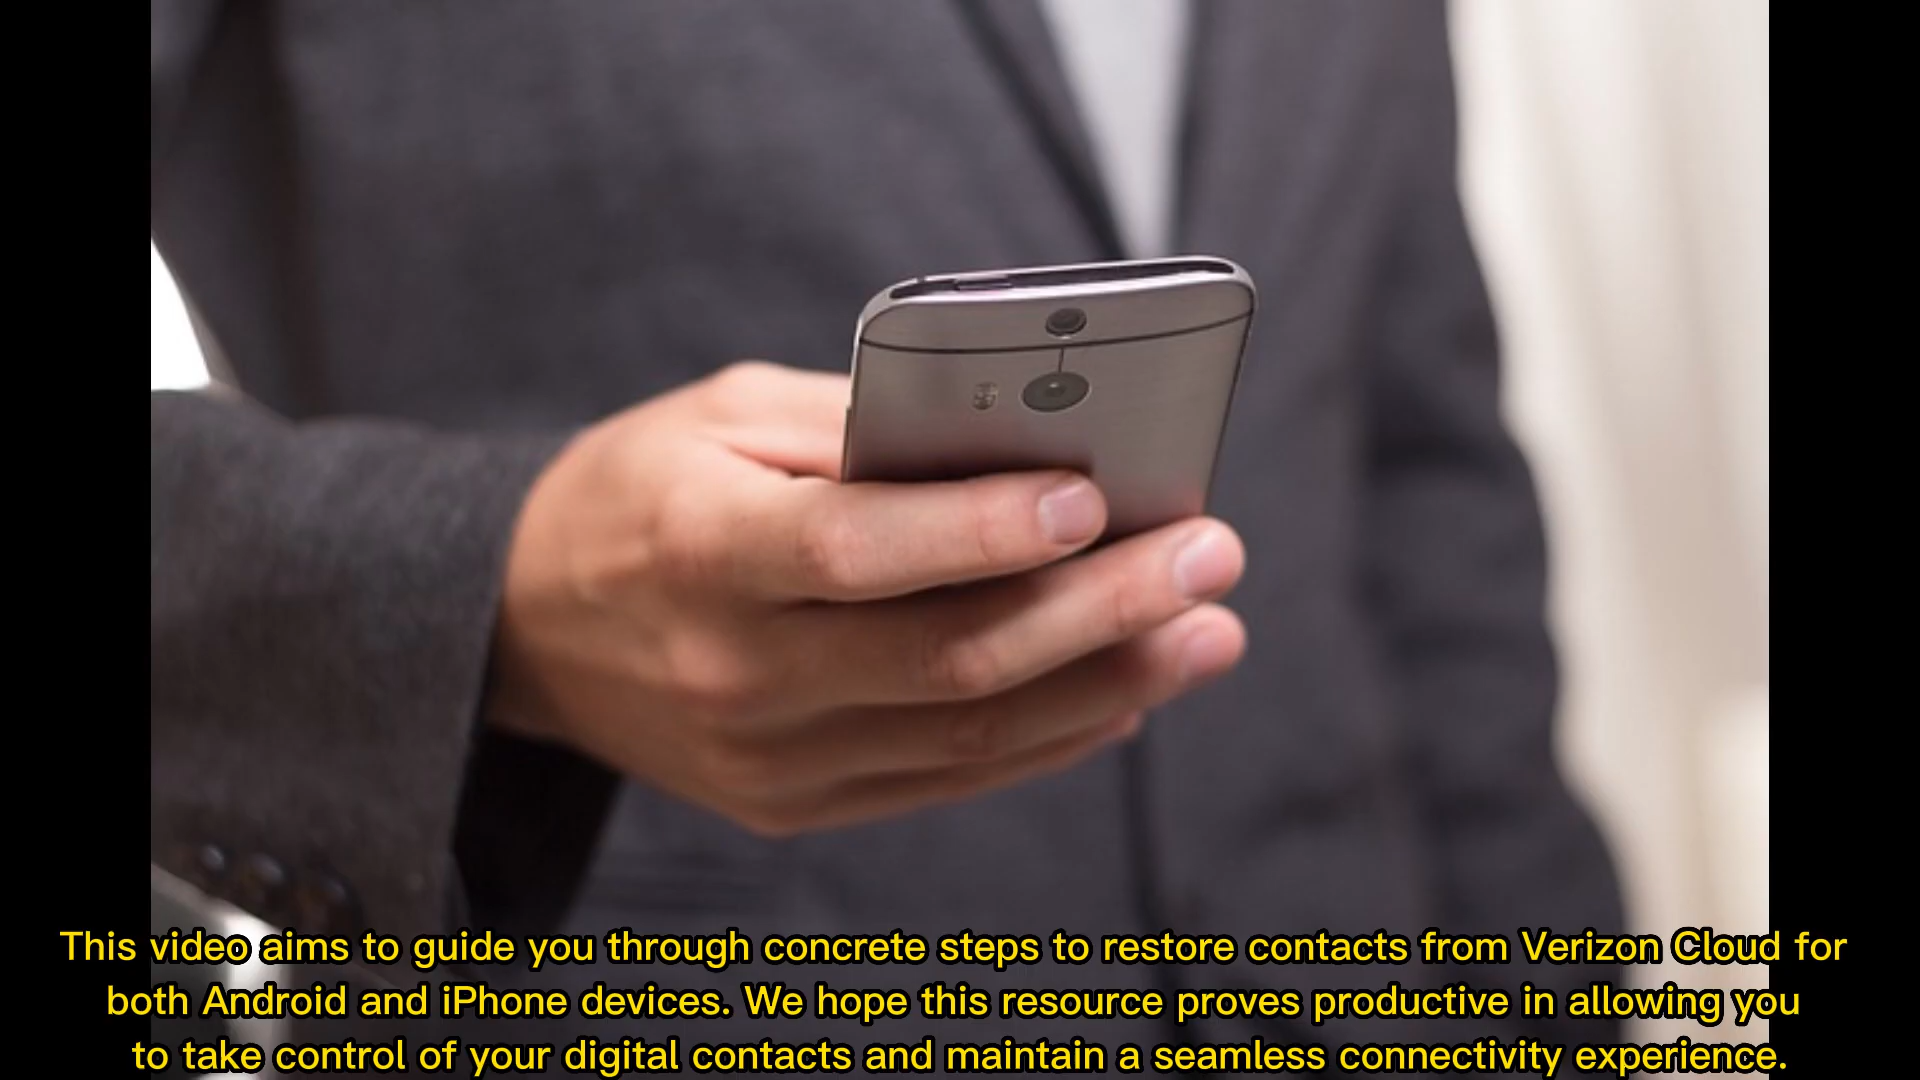 This video aims to guide you through concrete steps to restore contacts from Verizon Cloud for
both Android and iPhone devices. We hope this resource proves productive in allowing you
to take control of your digital contacts and maintain a seamless connectivity experience.